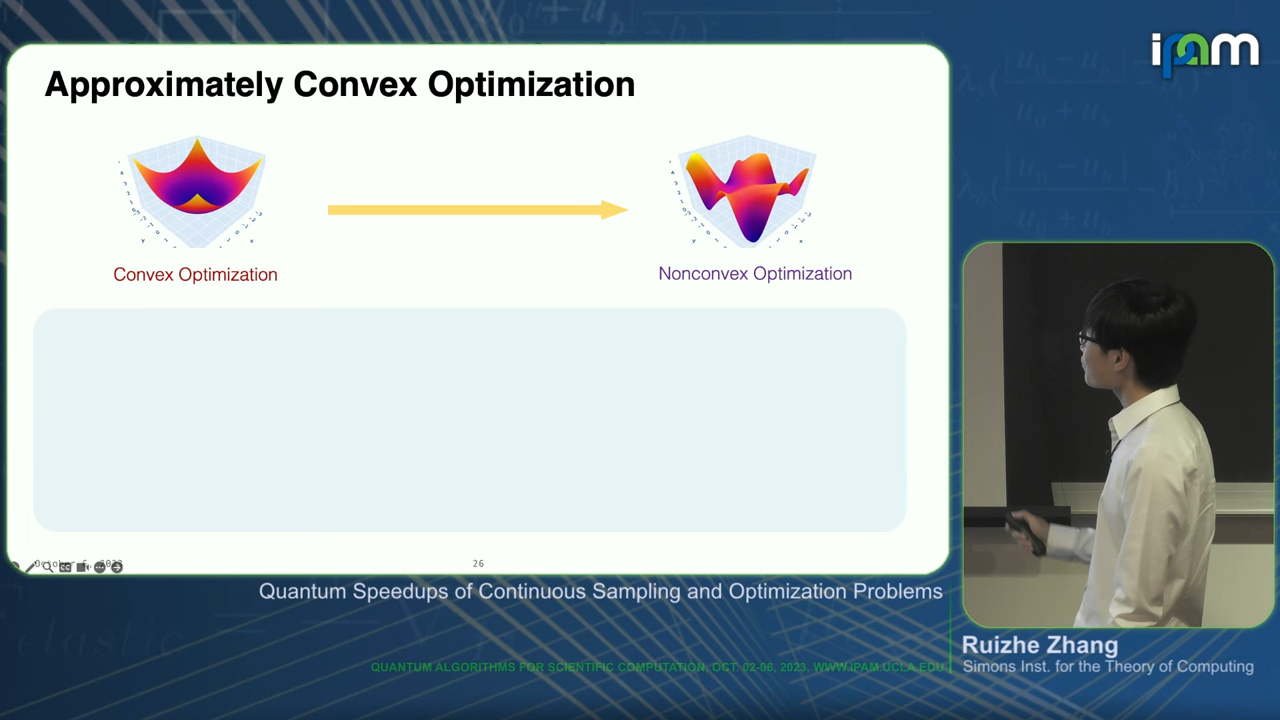 ipam
Approximately Convex Optimization
Convex Optimization
Nonconvex Optimization
26
Quantum Speedups of Continuous Sampling and Optimization Problems
Ruizhe Zhang
Simons Inst. for the Theory of Computing
QUANTUM ALGORITHMS FOR SCIENTIFIC COMPUTATION, OCT. 02-06, 2023, WWW.IPAM.UCLA.EDU
elastic